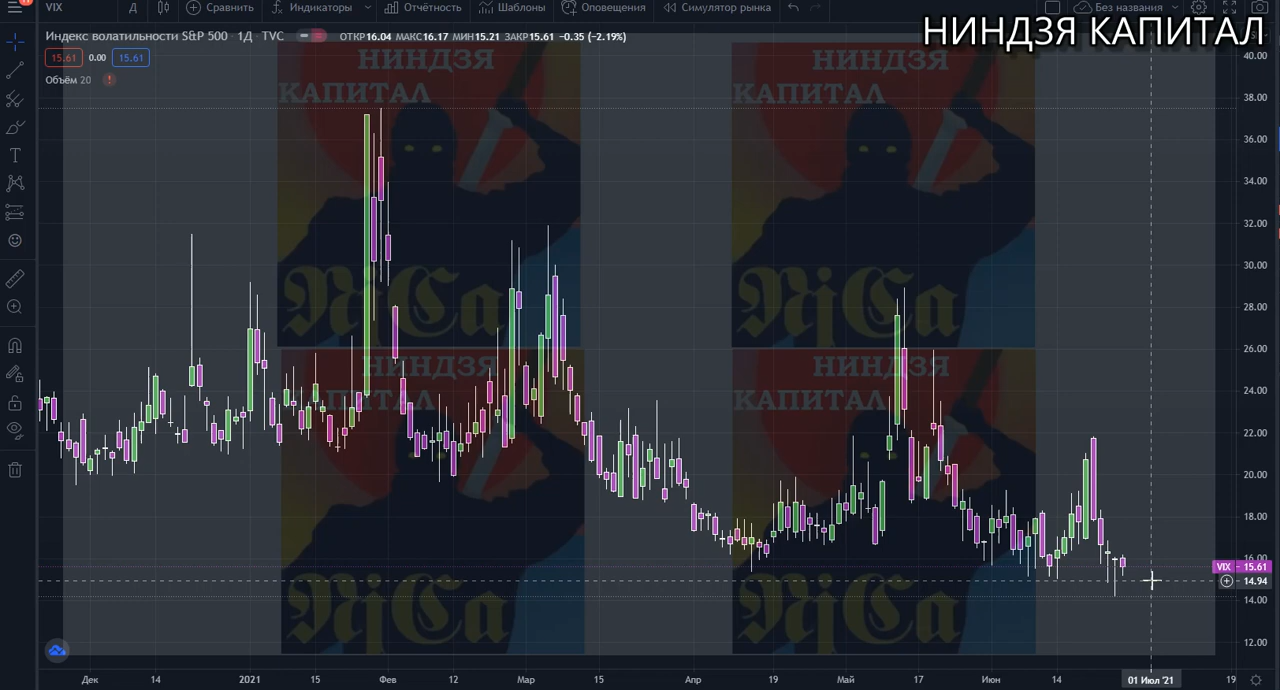 VIX Д Сравнить Индикаторы Отчётность Шаблоны Оповещения Симулятор рынка Без названия
НИНДЗЯ КАПИТАЛ
Индекс волатильности S&P 500 · 1Д · TVC ОТКР16.04 МАКС16.17 МИН15.21 ЗАКР15.61 −0.35 (−2.19%)
15.61 0.00 15.61
Объём 20
НИНДЗЯ НИНДЗЯ
КАПИТАЛ КАПИТАЛ
NjCa NjCa
НИНДЗЯ НИНДЗЯ
КАПИТАЛ КАПИТАЛ
NjCa NjCa
40.00
38.00
36.00
34.00
32.00
30.00
28.00
26.00
24.00
22.00
20.00
18.00
16.00
VIX 15.61
14.94
14.00
12.00
Дек 14 2021 15 Фев 12 Мар 15 Апр 19 Май 17 Июн 14 01 Июл '21 19